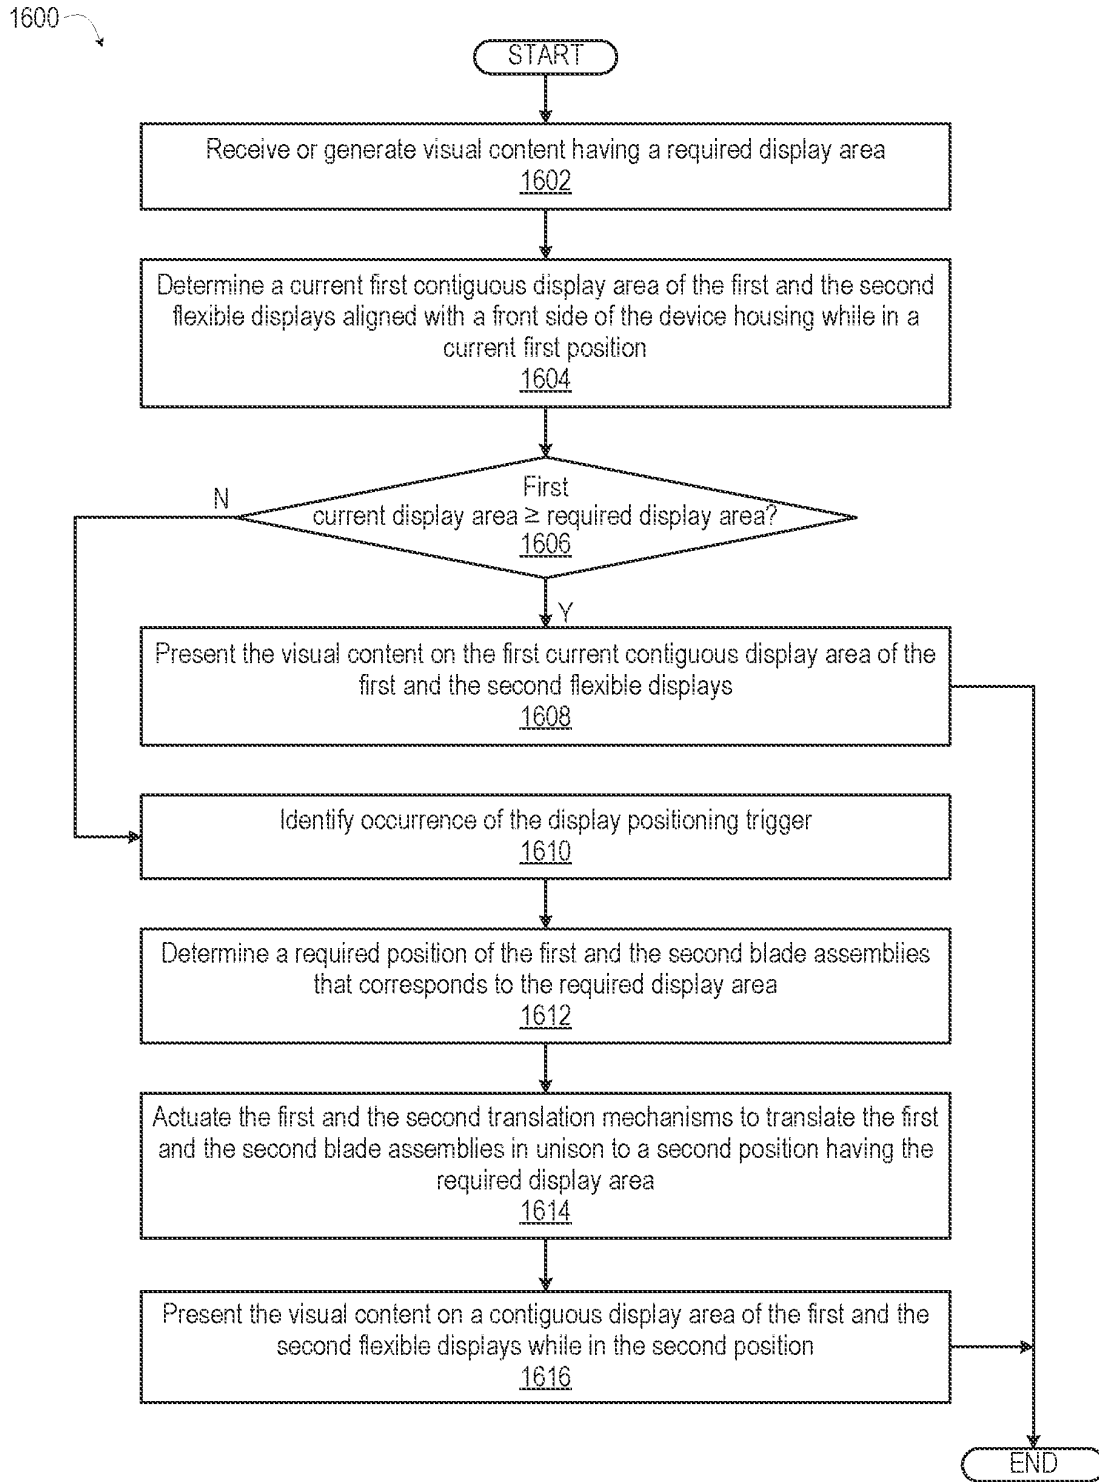 1600
START
Receive or generate visual content having a required display area
1602
Determine a current first contiguous display area of the first and the second
flexible displays aligned with a front side of the device housing while in a
current first position
1604
First
current display area ≥ required display area?
1606
N
Y
Present the visual content on the first current contiguous display area of the
first and the second flexible displays
1608
Identify occurrence of the display positioning trigger
1610
Determine a required position of the first and the second blade assemblies
that corresponds to the required display area
1612
Actuate the first and the second translation mechanisms to translate the first
and the second blade assemblies in unison to a second position having the
required display area
1614
Present the visual content on a contiguous display area of the first and the
second flexible displays while in the second position
1616
END